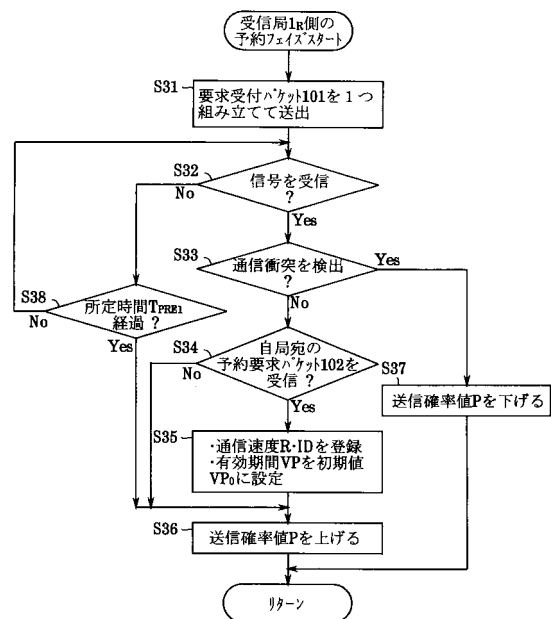 受信局1R側の
予約フェイズスタート
S31
要求受付パケット101を1つ
組み立てて送出
S32
信号を受信
?
No
Yes
S33
通信衝突を検出
?
Yes
No
S38
所定時間TPRE1
経過?
No
Yes
S34
自局宛の
予約要求パケット102を
受信?
No
Yes
S37
送信確率値Pを下げる
S35
・通信速度R・IDを登録
・有効期間VPを初期値
VP0に設定
S36
送信確率値Pを上げる
リターン